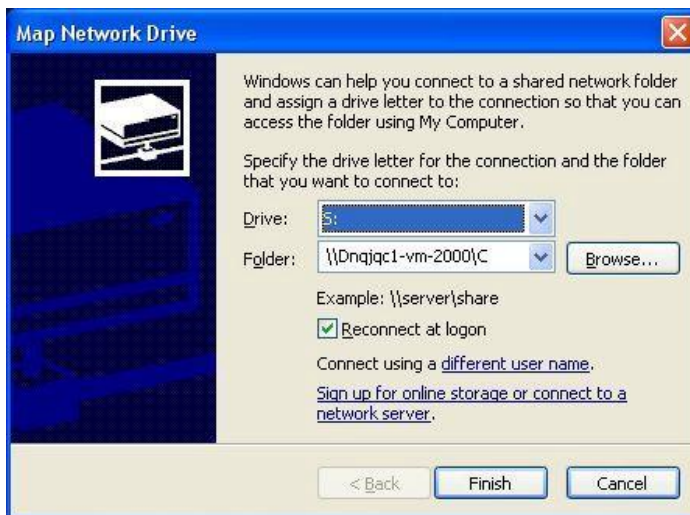 Map Network Drive
Windows can help you connect to a shared network folder
and assign a drive letter to the connection so that you can
access the folder using My Computer.
Specify the drive letter for the connection and the folder
that you want to connect to:
Drive: S:
Folder: \\Dnqjqc1-vm-2000\C Browse...
Example: \\server\share
Reconnect at logon
Connect using a different user name.
Sign up for online storage or connect to a
network server.
< Back Finish Cancel